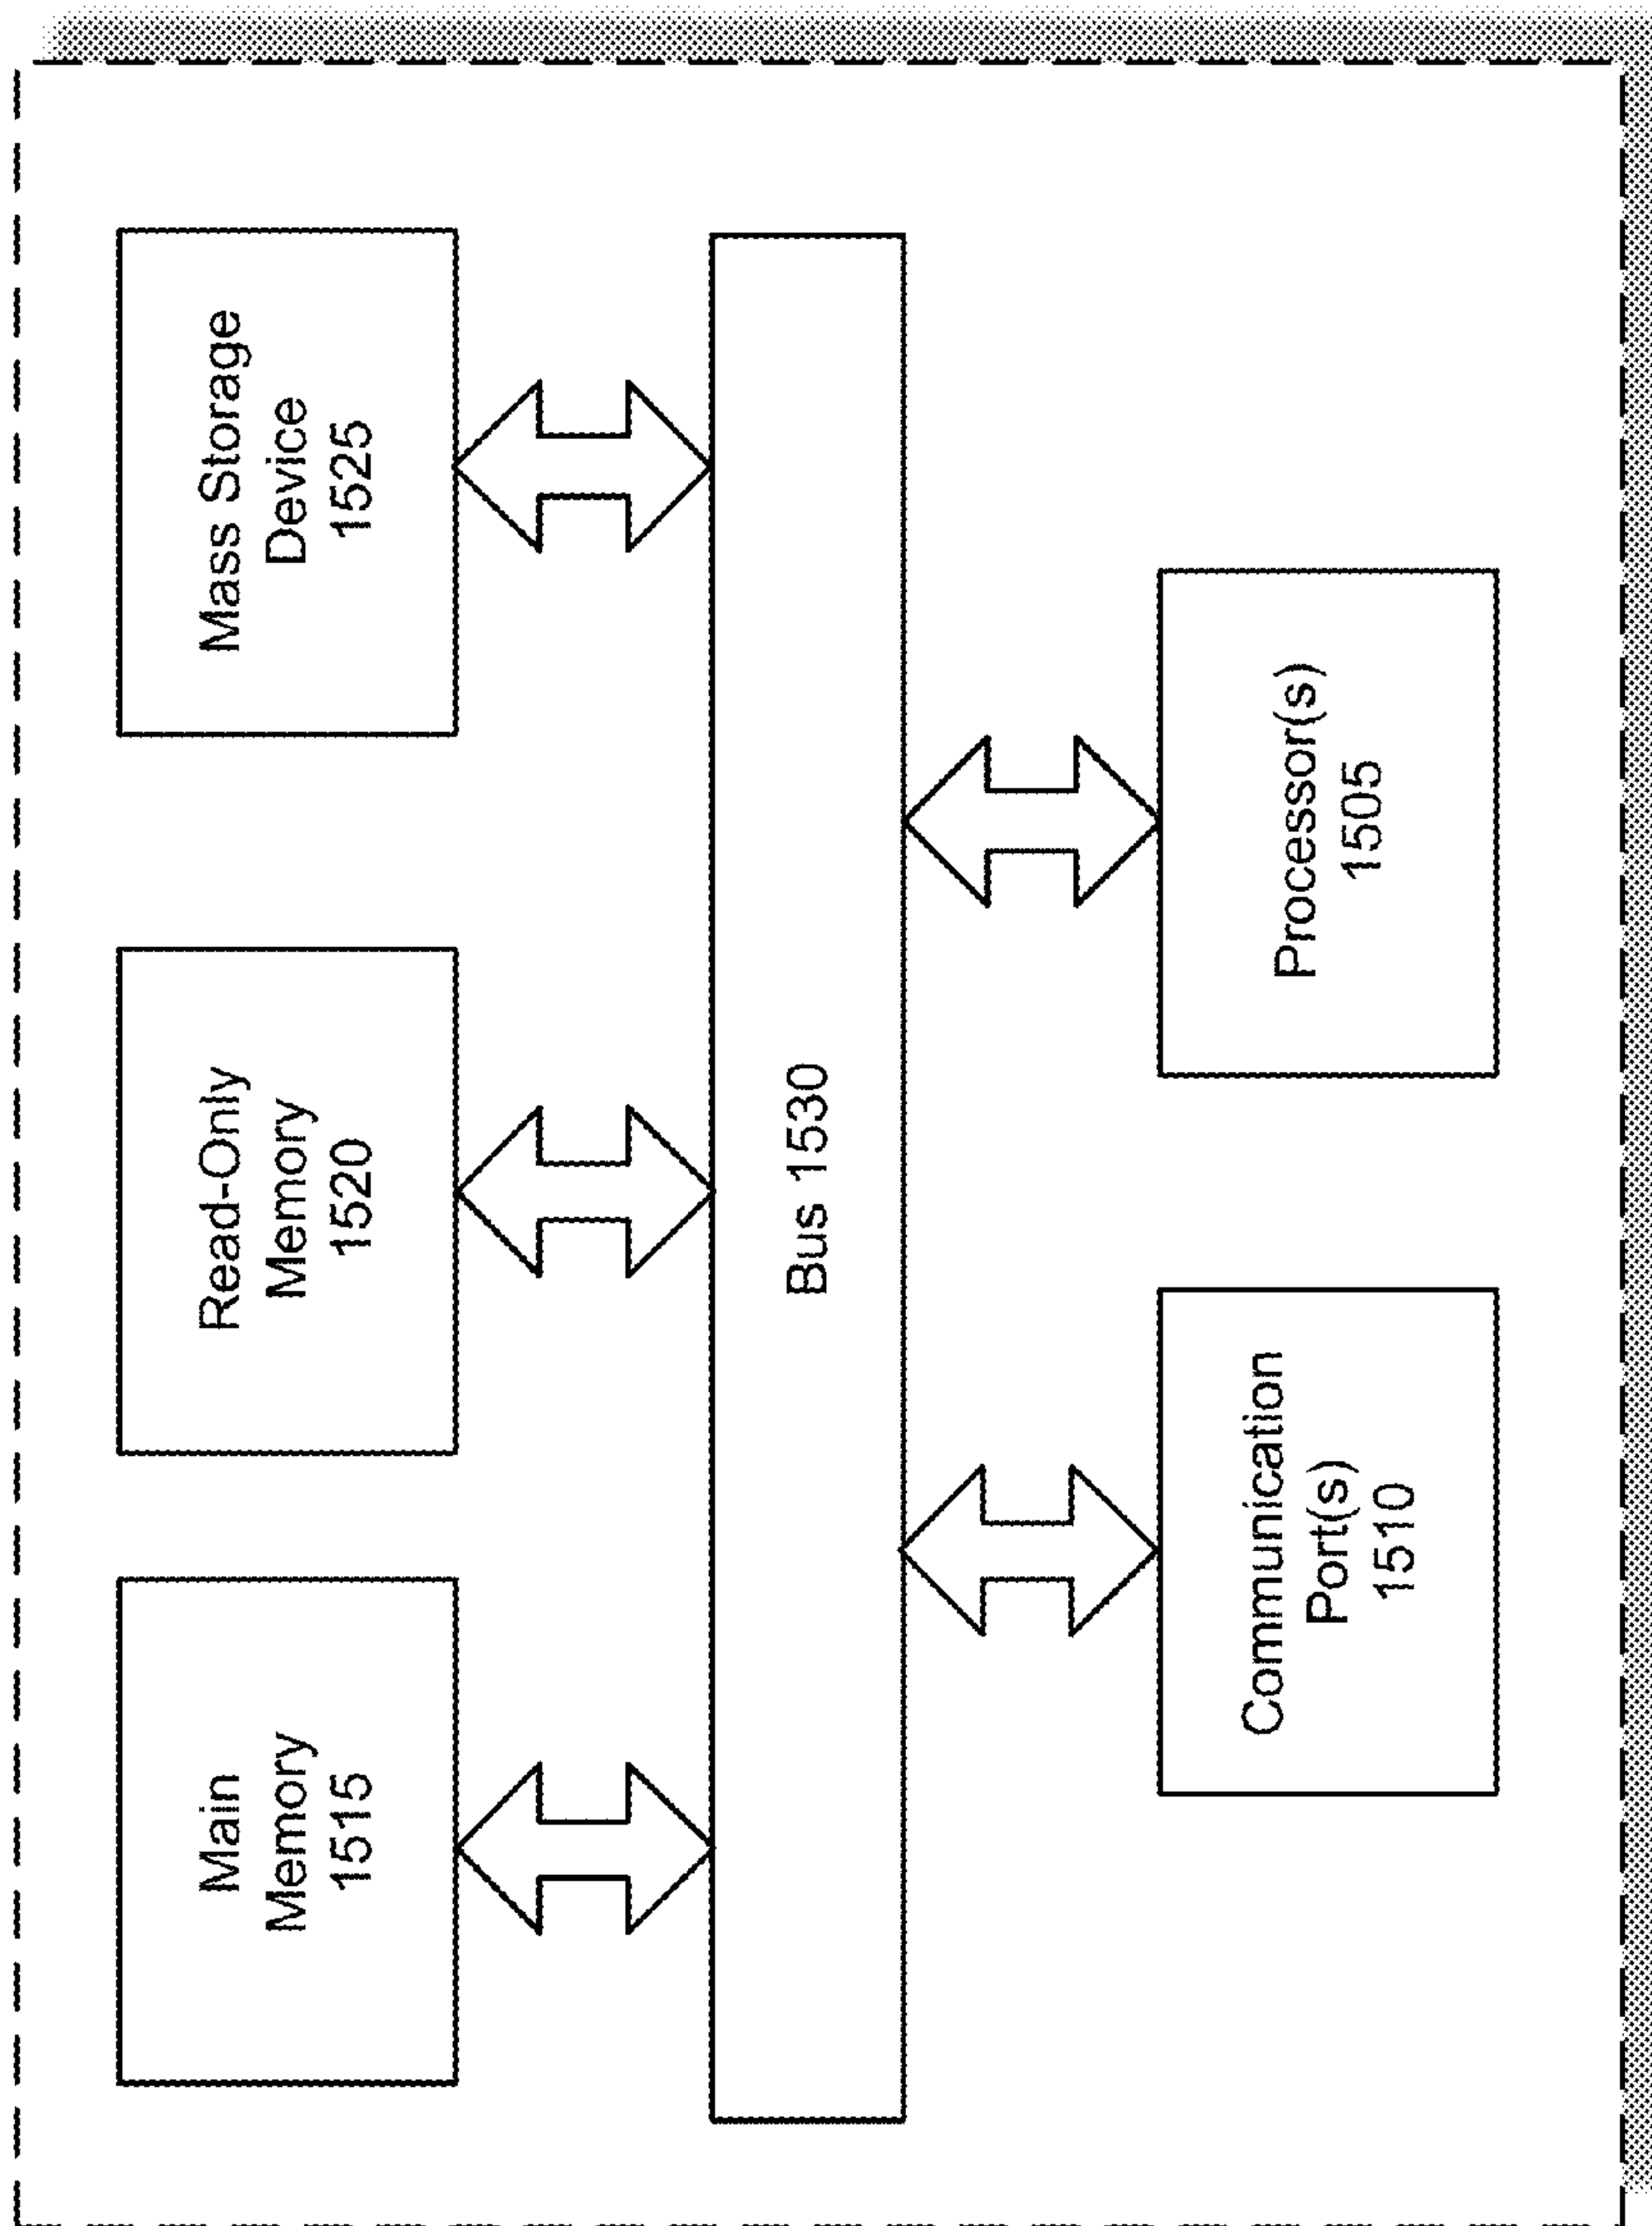 Main
Memory
1515
Read-Only
Memory
1520
Mass Storage
Device
1525
Bus 1530
Communication
Port(s)
1510
Processor(s)
1505